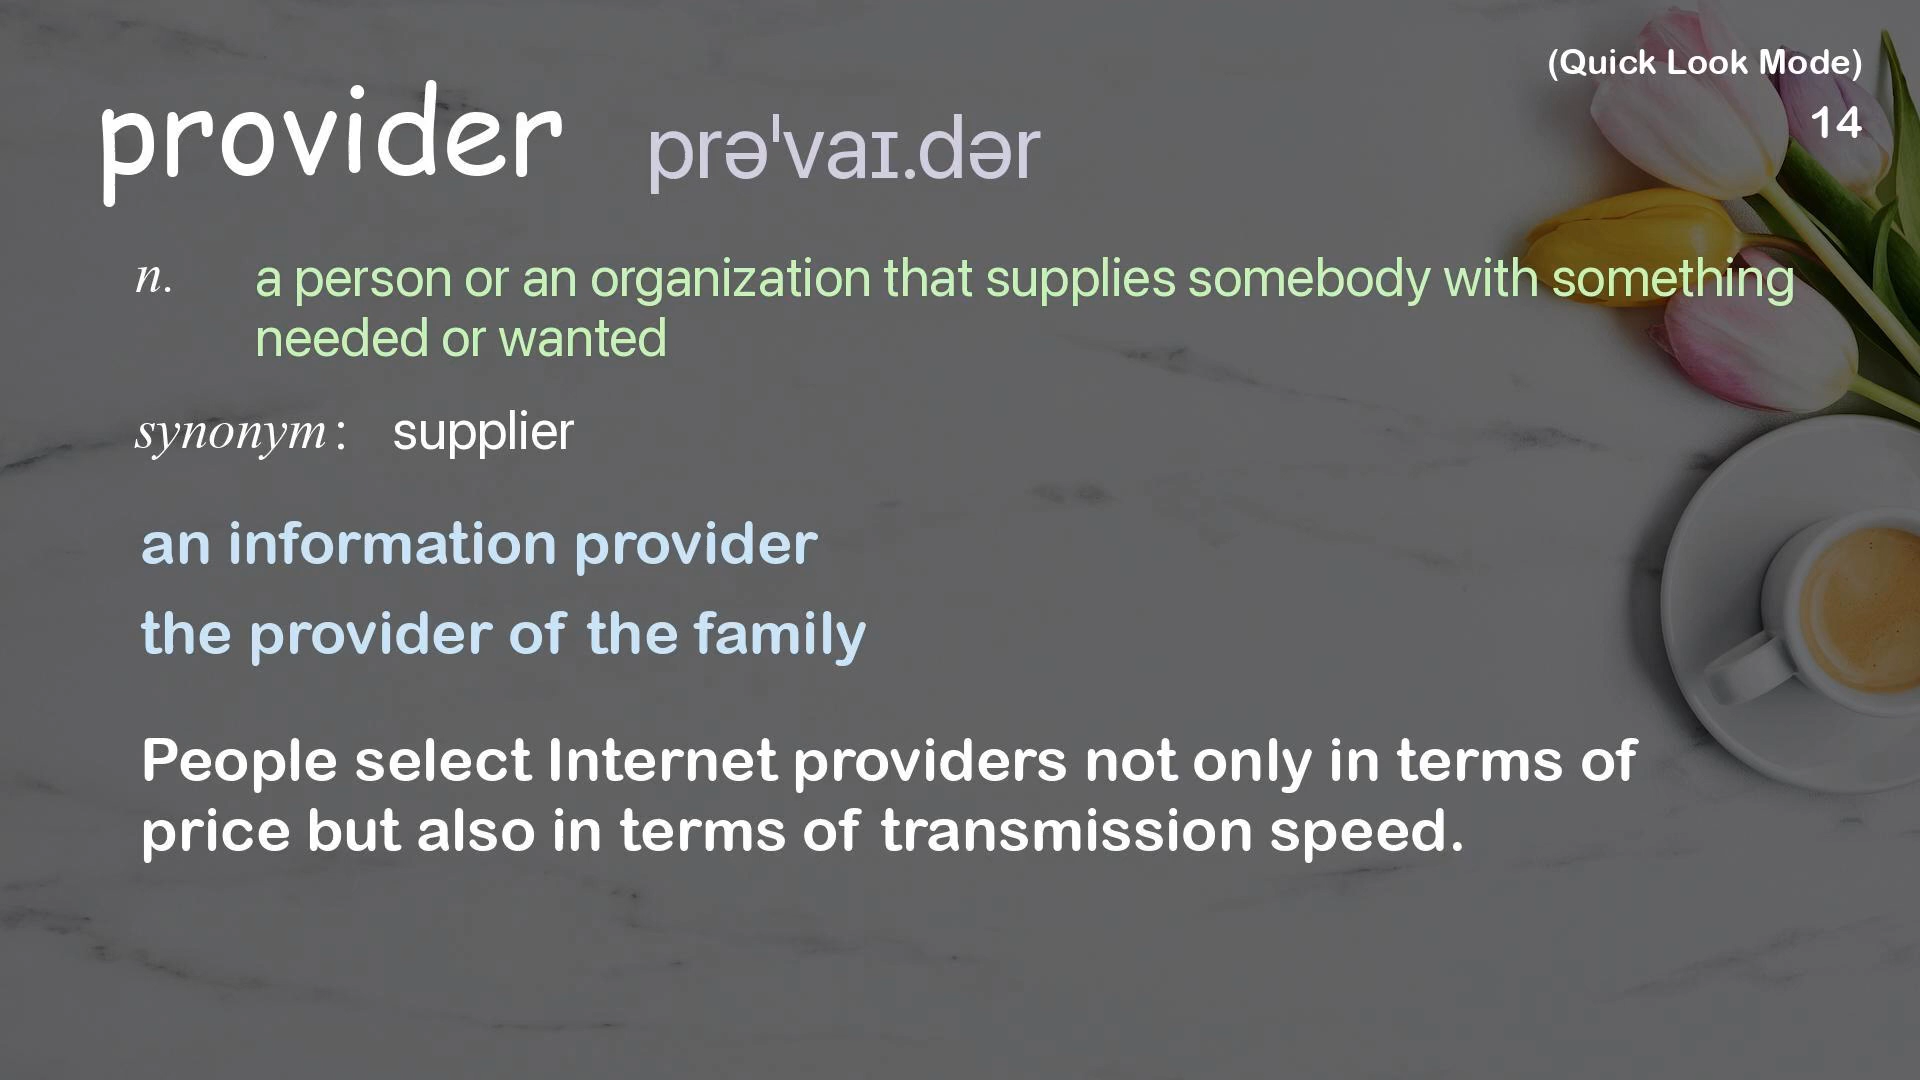 (Quick Look Mode)
14
provider prəˈvaɪ.dər
n. a person or an organization that supplies somebody with something
needed or wanted
synonym: supplier
an information provider
the provider of the family
People select Internet providers not only in terms of
price but also in terms of transmission speed.